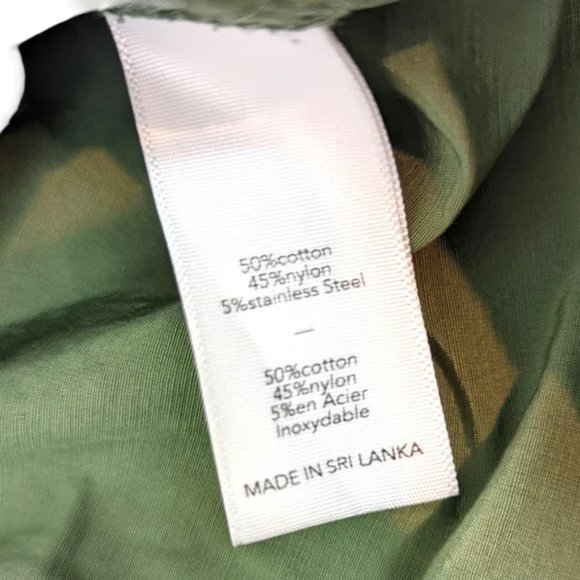 50%cotton
45%nylon
5%stainless Steel
—
50%cotton
45%nylon
5%en Acier
Inoxydable
MADE IN SRI LANKA